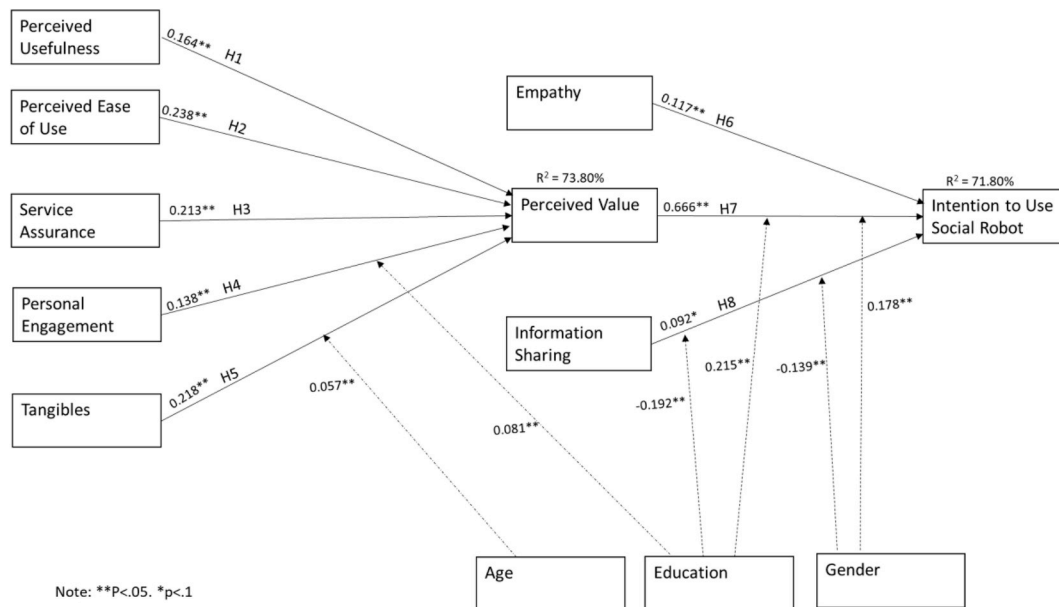 Perceived
Usefulness
0.164** H1
Perceived Ease
of Use
0.238** H2
Service
Assurance
0.213** H3
Personal
Engagement
0.138** H4
Tangibles
0.218** H5
Empathy
0.117** H6
R² = 73.80%
Perceived Value
0.666** H7
R² = 71.80%
Intention to Use
Social Robot
Information
Sharing
0.092* H8
0.057**
0.081**
-0.192**
0.215**
-0.139**
0.178**
Age
Education
Gender
Note: **P<.05. *p<.1